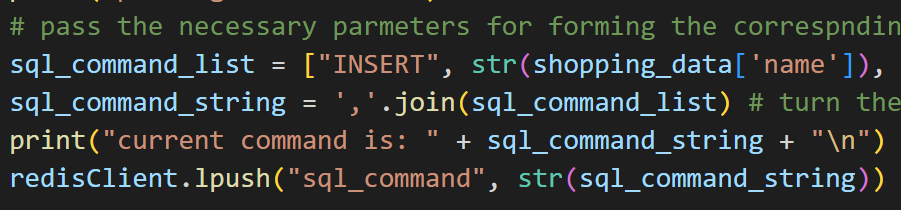 # pass the necessary parmeters for forming the correspndin
sql_command_list = ["INSERT", str(shopping_data['name']),
sql_command_string = ','.join(sql_command_list) # turn the
print("current command is: " + sql_command_string + "\n")
redisClient.lpush("sql_command", str(sql_command_string))